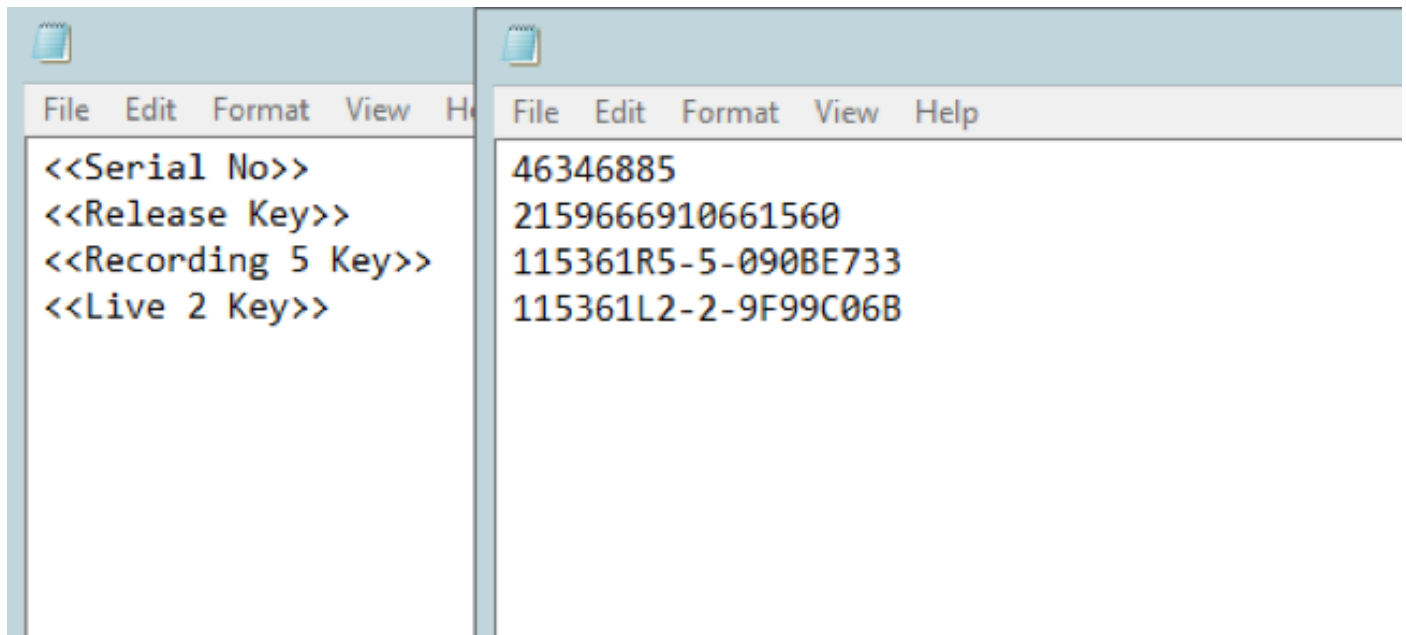 File Edit Format View He
<<Serial No>>
<<Release Key>>
<<Recording 5 Key>>
<<Live 2 Key>>
File Edit Format View Help
46346885
2159666910661560
115361R5-5-090BE733
115361L2-2-9F99C06B